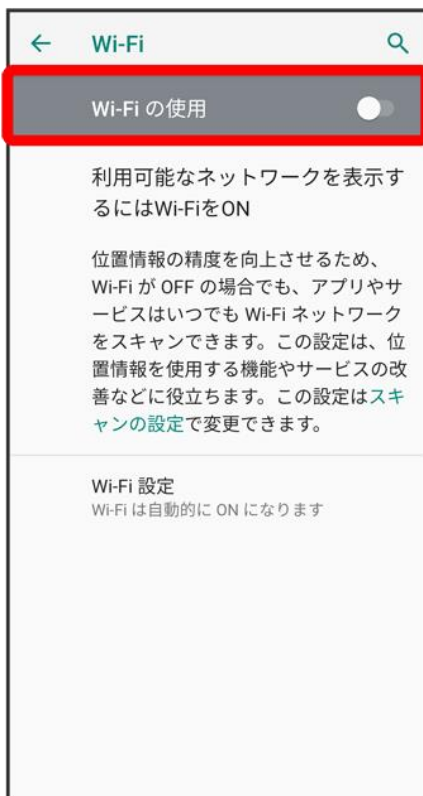 Wi-Fi
Wi-Fi の使用
利用可能なネットワークを表示す
るにはWi-FiをON
位置情報の精度を向上させるため、
Wi-Fi が OFF の場合でも、アプリやサ
ービスはいつでも Wi-Fi ネットワーク
をスキャンできます。この設定は、位
置情報を使用する機能やサービスの改
善などに役立ちます。この設定はスキ
ャンの設定で変更できます。
Wi-Fi 設定
Wi-Fi は自動的に ON になります